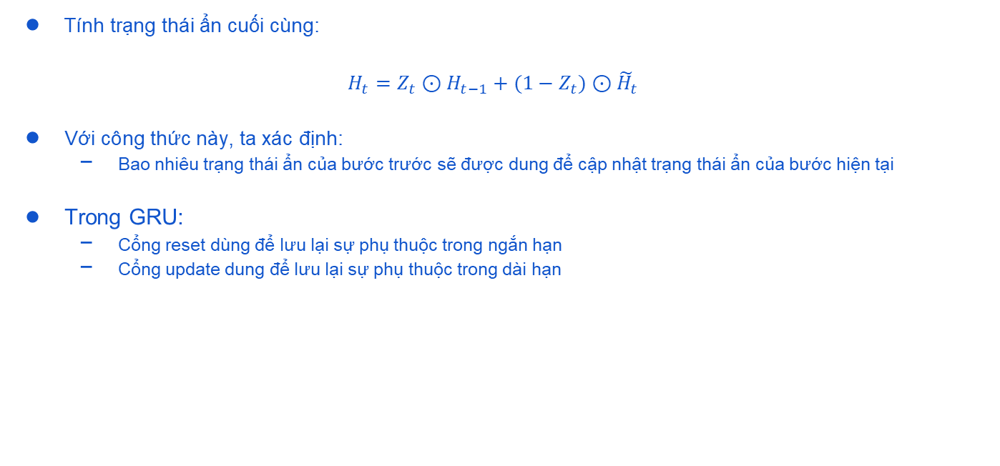 ● Tính trạng thái ẩn cuối cùng:
H_t = Z_t ⊙ H_{t−1} + (1 − Z_t) ⊙ H̃_t
● Với công thức này, ta xác định:
− Bao nhiêu trạng thái ẩn của bước trước sẽ được dung để cập nhật trạng thái ẩn của bước hiện tại
● Trong GRU:
− Cổng reset dùng để lưu lại sự phụ thuộc trong ngắn hạn
− Cổng update dung để lưu lại sự phụ thuộc trong dài hạn